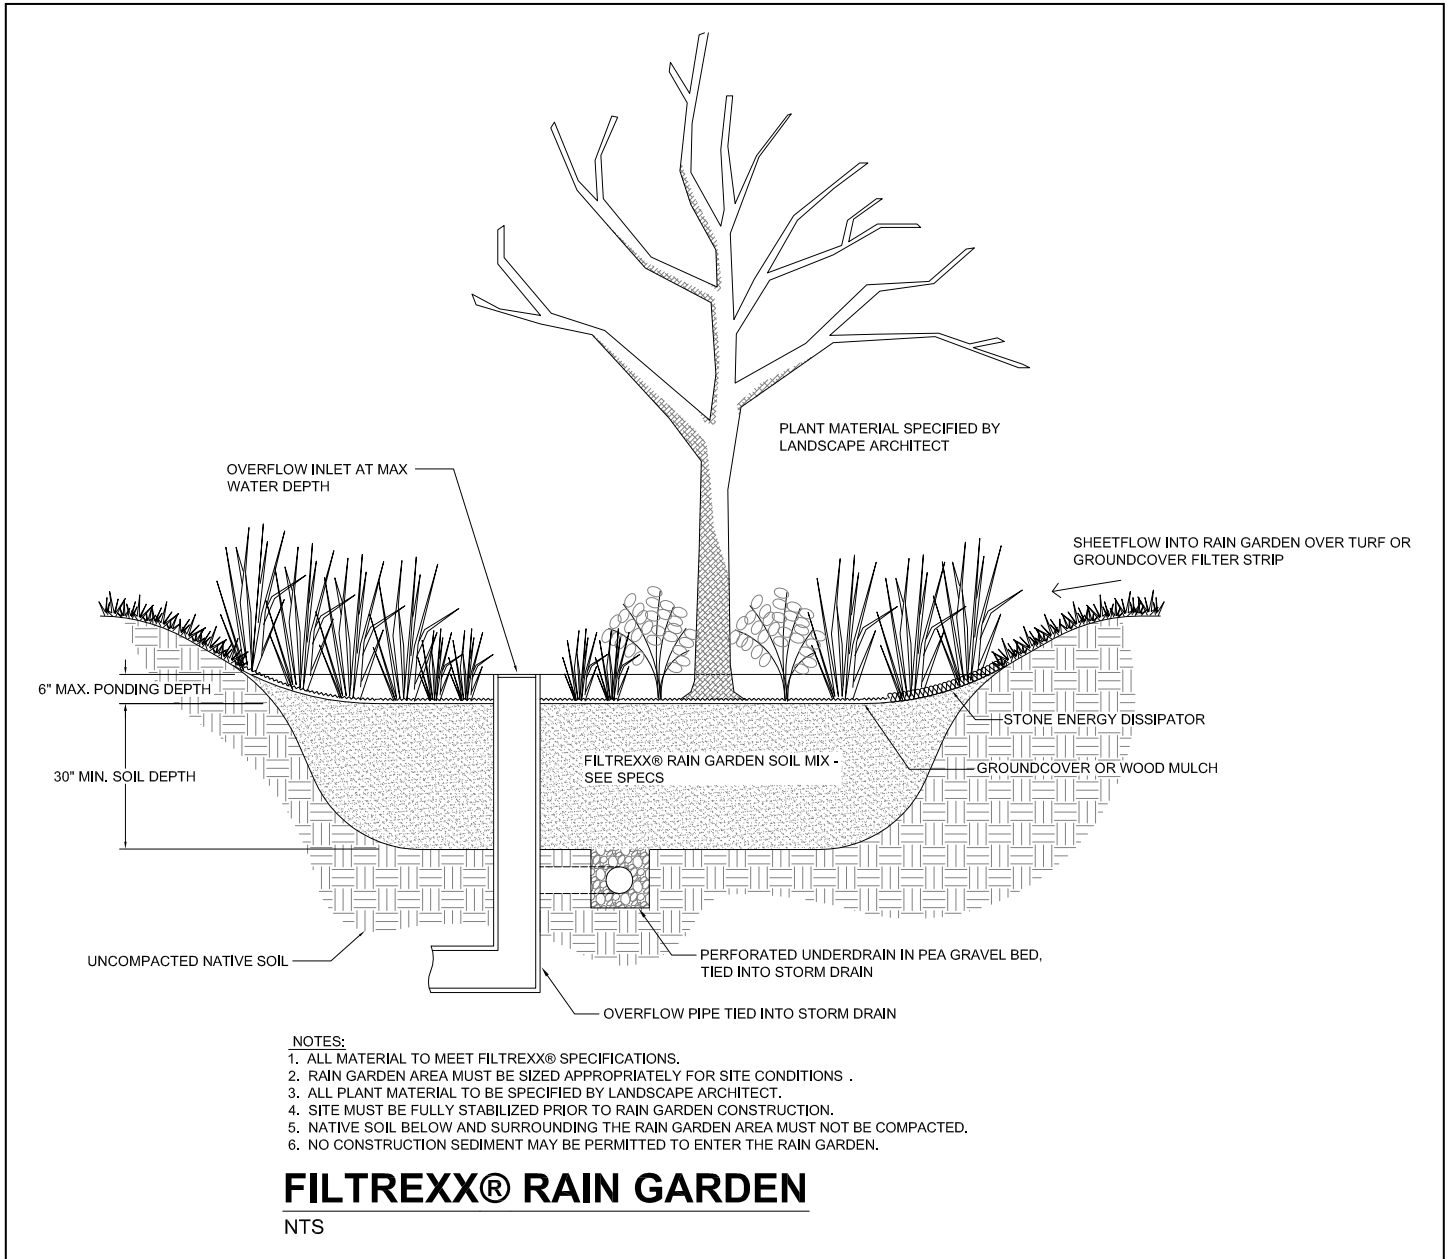 PLANT MATERIAL SPECIFIED BY
LANDSCAPE ARCHITECT
OVERFLOW INLET AT MAX
WATER DEPTH
SHEETFLOW INTO RAIN GARDEN OVER TURF OR
GROUNDCOVER FILTER STRIP
6" MAX. PONDING DEPTH
STONE ENERGY DISSIPATOR
FILTREXX® RAIN GARDEN SOIL MIX -
SEE SPECS
GROUNDCOVER OR WOOD MULCH
30" MIN. SOIL DEPTH
UNCOMPACTED NATIVE SOIL
PERFORATED UNDERDRAIN IN PEA GRAVEL BED,
TIED INTO STORM DRAIN
OVERFLOW PIPE TIED INTO STORM DRAIN
NOTES:
1. ALL MATERIAL TO MEET FILTREXX® SPECIFICATIONS.
2. RAIN GARDEN AREA MUST BE SIZED APPROPRIATELY FOR SITE CONDITIONS .
3. ALL PLANT MATERIAL TO BE SPECIFIED BY LANDSCAPE ARCHITECT.
4. SITE MUST BE FULLY STABILIZED PRIOR TO RAIN GARDEN CONSTRUCTION.
5. NATIVE SOIL BELOW AND SURROUNDING THE RAIN GARDEN AREA MUST NOT BE COMPACTED.
6. NO CONSTRUCTION SEDIMENT MAY BE PERMITTED TO ENTER THE RAIN GARDEN.
FILTREXX® RAIN GARDEN
NTS